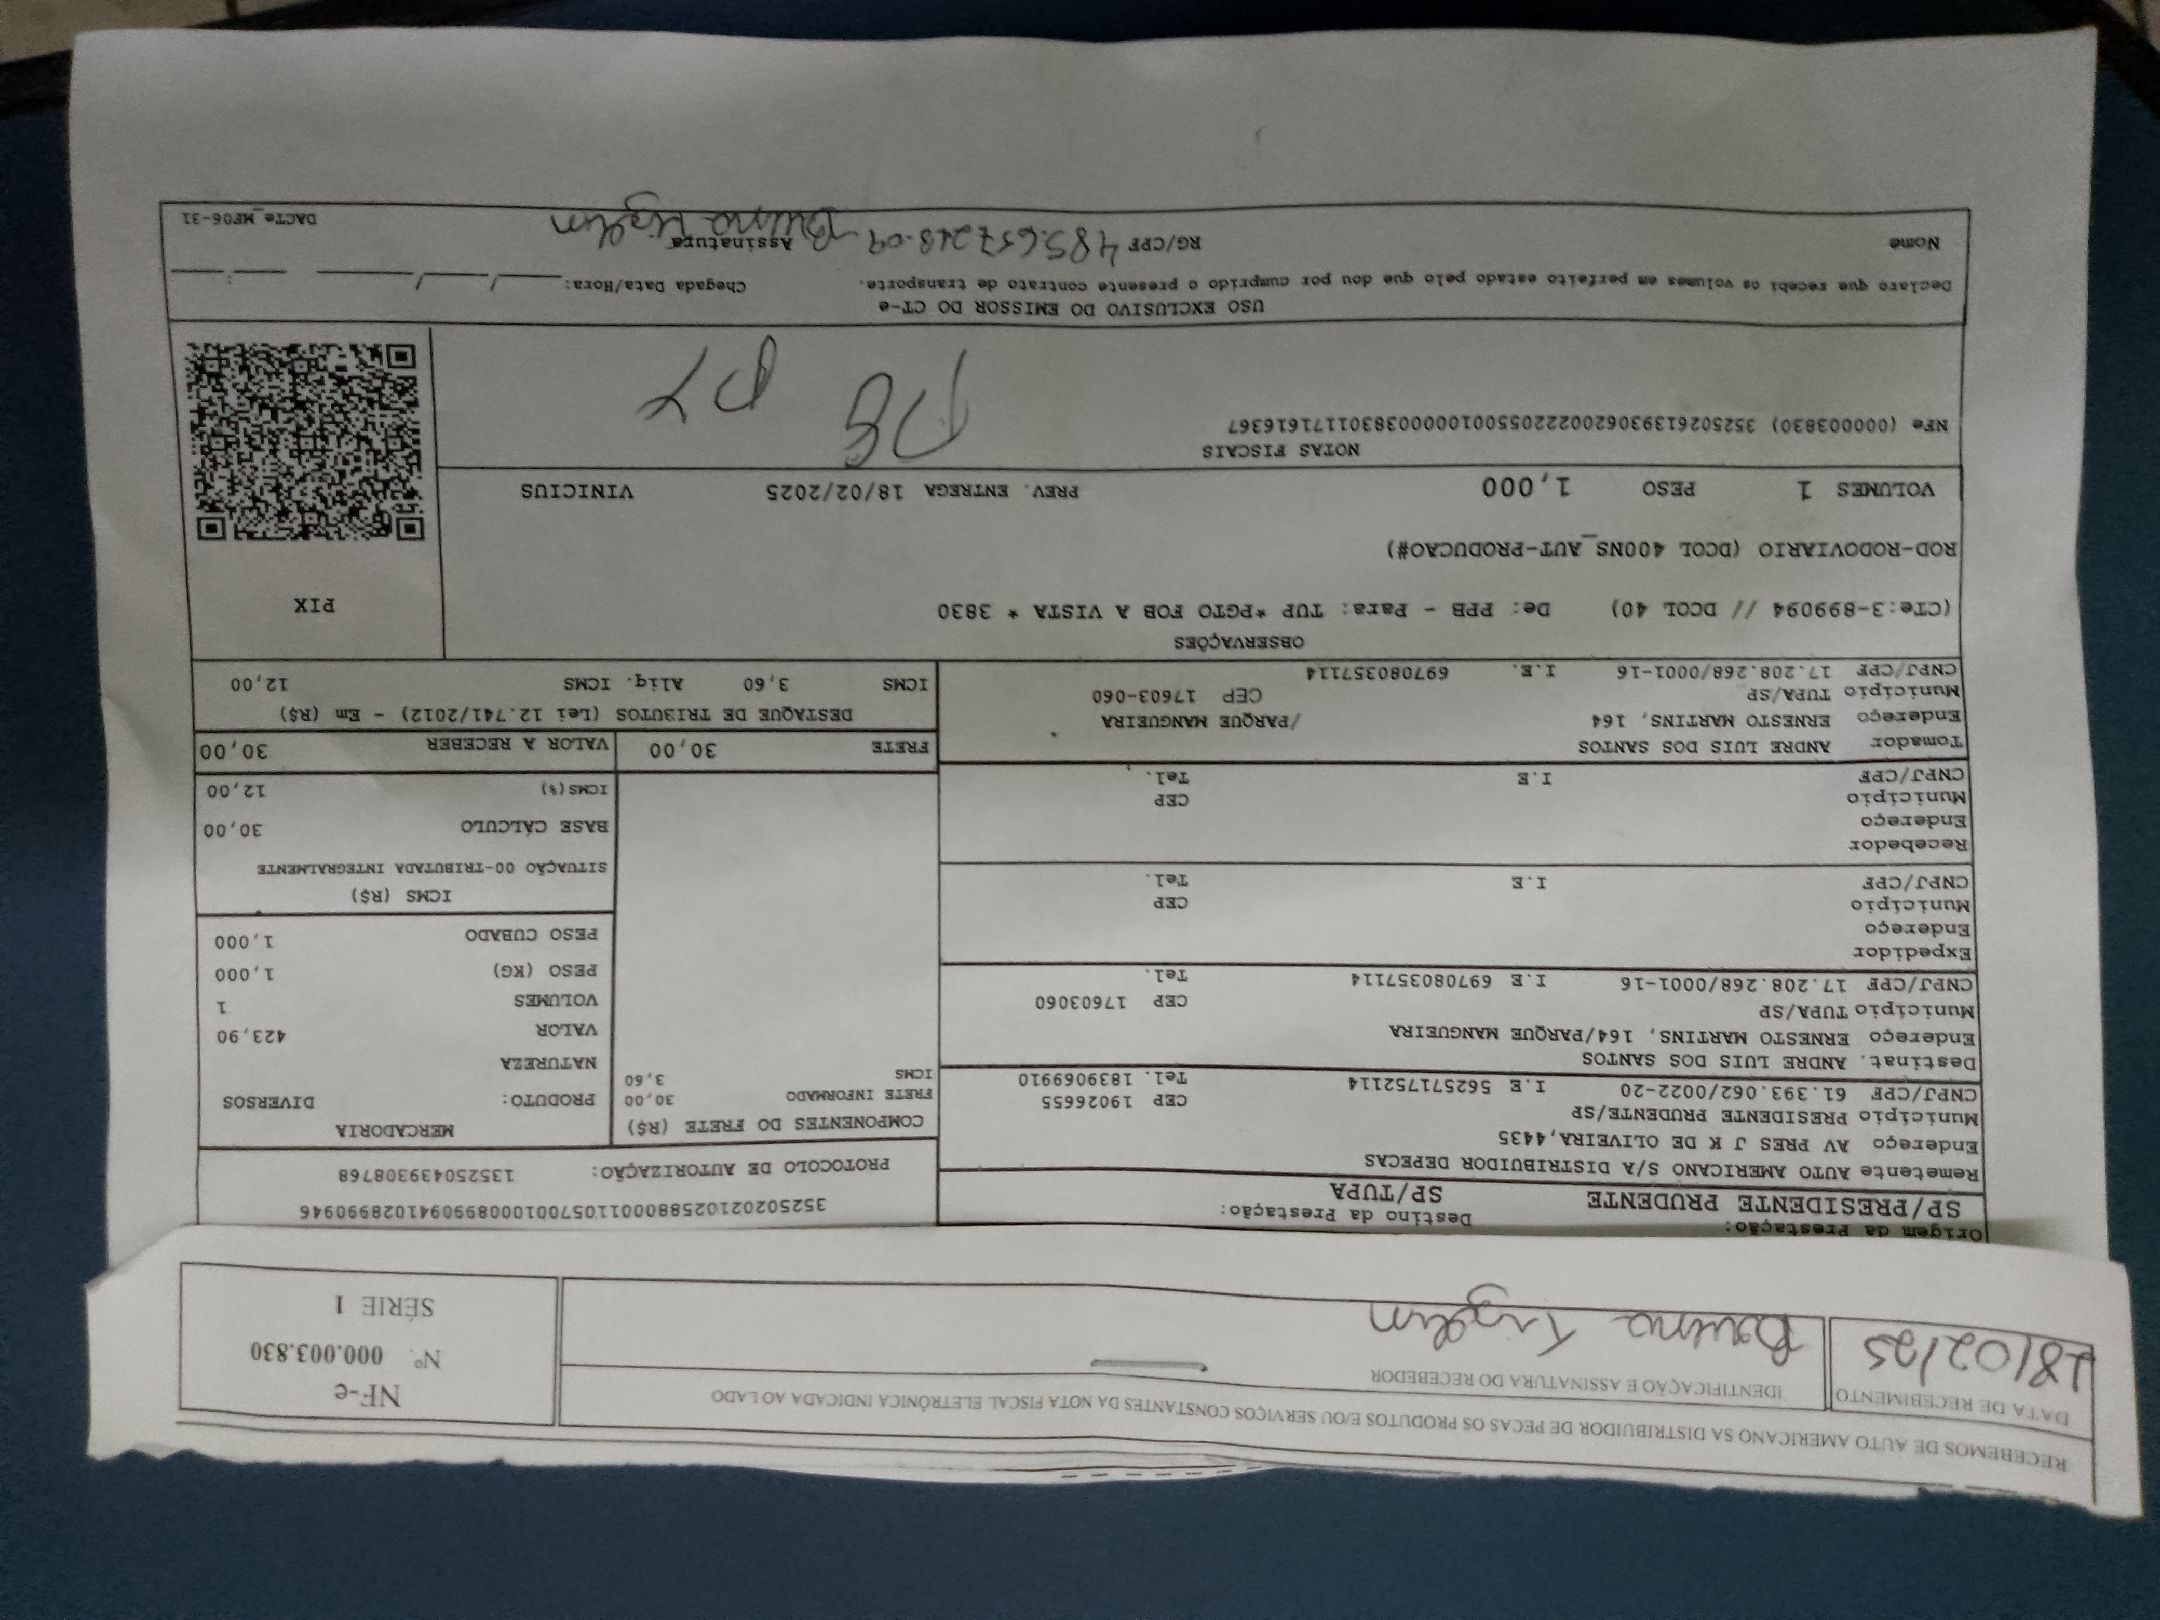 RECEBEMOS DE AUTO AMERICANO SA DISTRIBUIDOR DE PECAS OS PRODUTOS E/OU SERVIÇOS CONSTANTES DA NOTA FISCAL ELETRÔNICA INDICADA AO LADO
DATA DE RECEBIMENTO
IDENTIFICAÇÃO E ASSINATURA DO RECEBEDOR
18/02/25
NF-e
Nº. 000.003.830
SÉRIE 1
Origem da Prestação:
Destino da Prestação:
SP/PRESIDENTE PRUDENTE
SP/TUPA
Remetente AUTO AMERICANO S/A DISTRIBUIDOR DEPECAS
Endereço AV PRES J K DE OLIVEIRA,4435
Município PRESIDENTE PRUDENTE/SP
CEP 19026655
CNPJ/CPF 61.393.062/0022-20 I.E 562571752114 Tel. 1839069910
Destinat. ANDRE LUIS DOS SANTOS
Endereço ERNESTO MARTINS, 164/PARQUE MANGUEIRA
Município TUPA/SP
CEP 17603060
CNPJ/CPF 17.208.268/0001-16 I.E 697080357114 Tel.
Expedidor
Endereço
Município CEP
CNPJ/CPF I.E Tel.
Recebedor
Endereço
Município CEP
CNPJ/CPF I.E Tel.
Tomador ANDRE LUIS DOS SANTOS
Endereço ERNESTO MARTINS, 164 /PARQUE MANGUEIRA
Município TUPA/SP CEP 17603-060
CNPJ/CPF 17.208.268/0001-16 I.E. 697080357114
35250202102588000110570010008990941028990946
PROTOCOLO DE AUTORIZAÇÃO: 135250439308768
COMPONENTES DO FRETE (R$)
FRETE INFORMADO 30,00
ICMS 3,60
MERCADORIA
PRODUTO: DIVERSOS
NATUREZA
VALOR 423,90
VOLUMES 1
PESO (KG) 1,000
PESO CUBADO 1,000
ICMS (R$)
SITUAÇÃO 00-TRIBUTADA INTEGRALMENTE
BASE CÁLCULO 30,00
ICMS(%) 12,00
FRETE 30,00
VALOR A RECEBER 30,00
DESTAQUE DE TRIBUTOS (Lei 12.741/2012) - Em (R$)
ICMS 3,60 Aliq. ICMS 12,00
OBSERVAÇÕES
(CTe:3-899094 // DCOL 40) De: PPB - Para: TUP *PGTO FOB A VISTA * 3830
ROD-RODOVIARIO (DCOL 400NS_AUT-PRODUCAO#)
PIX
VOLUMES 1 PESO 1,000 PREV. ENTREGA 18/02/2025 VINICIUS
NOTAS FISCAIS
NFe (000003830) 35250261393062002220550010000038301171616367
USO EXCLUSIVO DO EMISSOR DO CT-e
Declaro que recebi os volumes em perfeito estado pelo que dou por cumprido o presente contrato de transporte. Chegada Data/Hora: ___/___/___ ___:___
Nome RG/CPF 485.657.248-09 Assinatura
DACTe_MF06-31